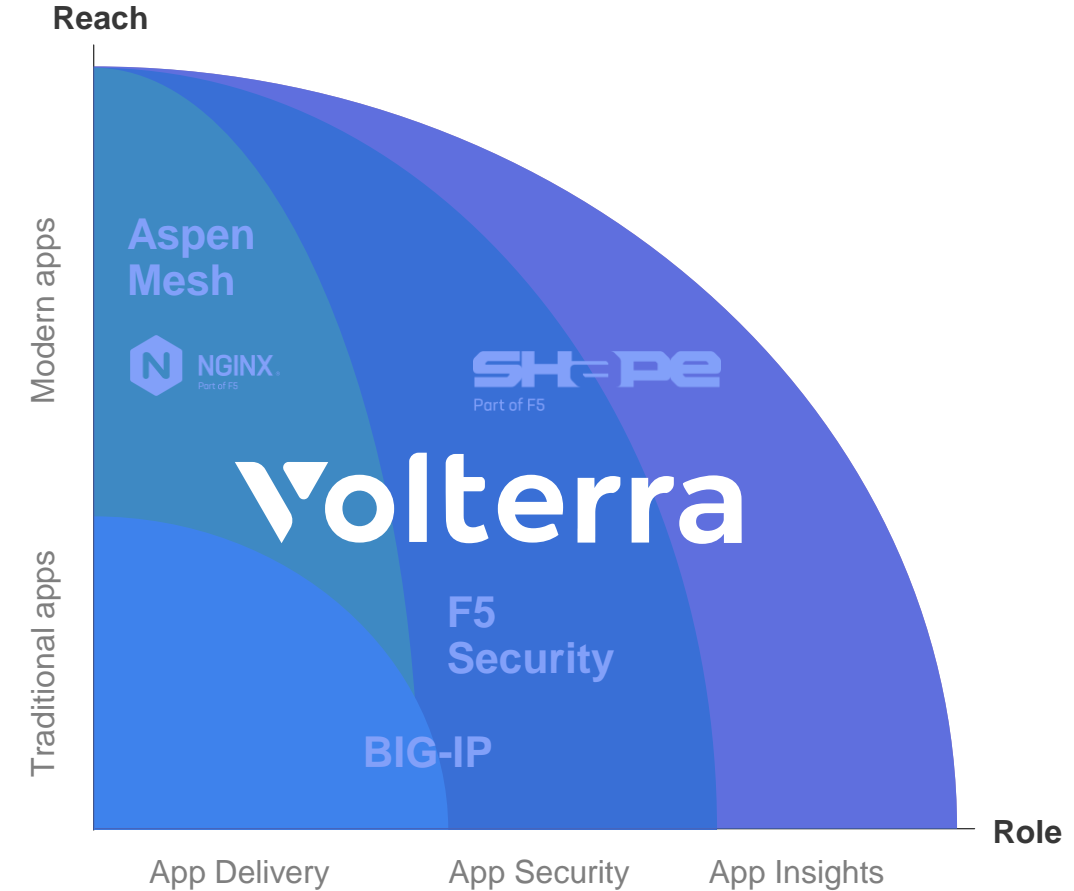 Reach
Modern apps
Traditional apps
Aspen
Mesh
NGINX.
Part of F5
SHAPE
Part of F5
Volterra
F5
Security
BIG-IP
Role
App Delivery
App Security
App Insights